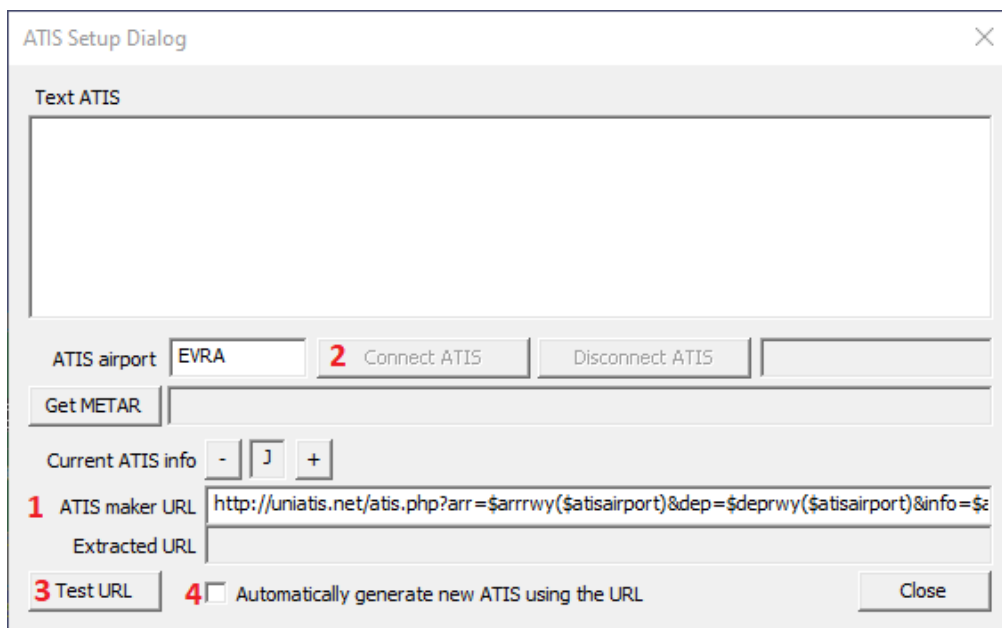 ATIS Setup Dialog
Text ATIS
ATIS airport EVRA 2 Connect ATIS Disconnect ATIS
Get METAR
Current ATIS info - J +
1 ATIS maker URL http://uniatis.net/atis.php?arr=$arrrwy($atisairport)&dep=$deprwy($atisairport)&info=$a
Extracted URL
3 Test URL 4 Automatically generate new ATIS using the URL Close